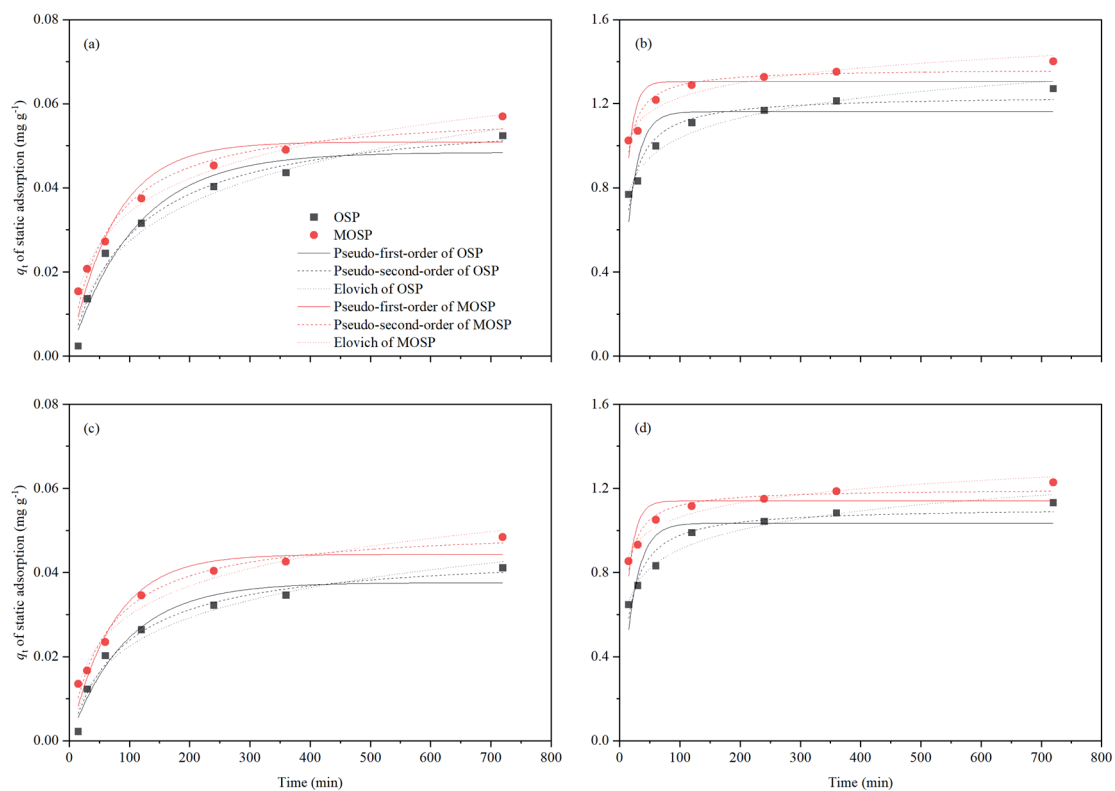 (a)
0.08
0.06
0.04
0.02
0.00
qt of static adsorption (mg g-1)
OSP
MOSP
Pseudo-first-order of OSP
Pseudo-second-order of OSP
Elovich of OSP
Pseudo-first-order of MOSP
Pseudo-second-order of MOSP
Elovich of MOSP
(b)
1.6
1.2
0.8
0.4
0.0
(c)
0.08
0.06
0.04
0.02
0.00
qt of static adsorption (mg g-1)
0 100 200 300 400 500 600 700 800
Time (min)
(d)
1.6
1.2
0.8
0.4
0.0
0 100 200 300 400 500 600 700 800
Time (min)